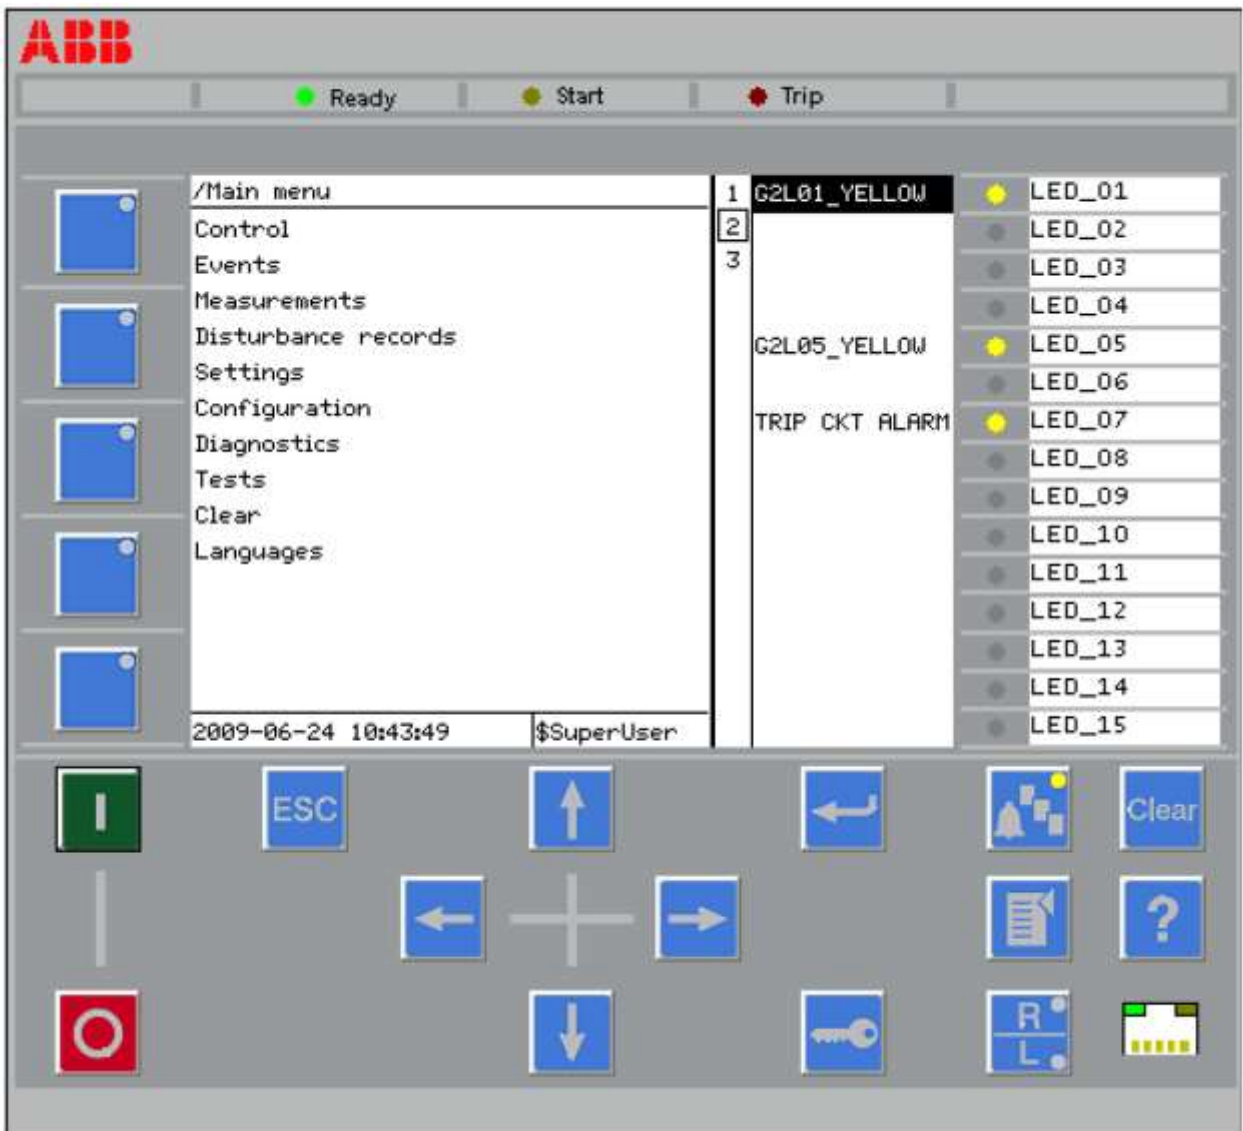 ABB
Ready Start Trip
/Main menu
Control
Events
Measurements
Disturbance records
Settings
Configuration
Diagnostics
Tests
Clear
Languages
2009-06-24 10:43:49 $SuperUser
1
2
3
G2L01_YELLOW
G2L05_YELLOW
TRIP CKT ALARM
LED_01
LED_02
LED_03
LED_04
LED_05
LED_06
LED_07
LED_08
LED_09
LED_10
LED_11
LED_12
LED_13
LED_14
LED_15
I
ESC
Clear
?
O
R
L